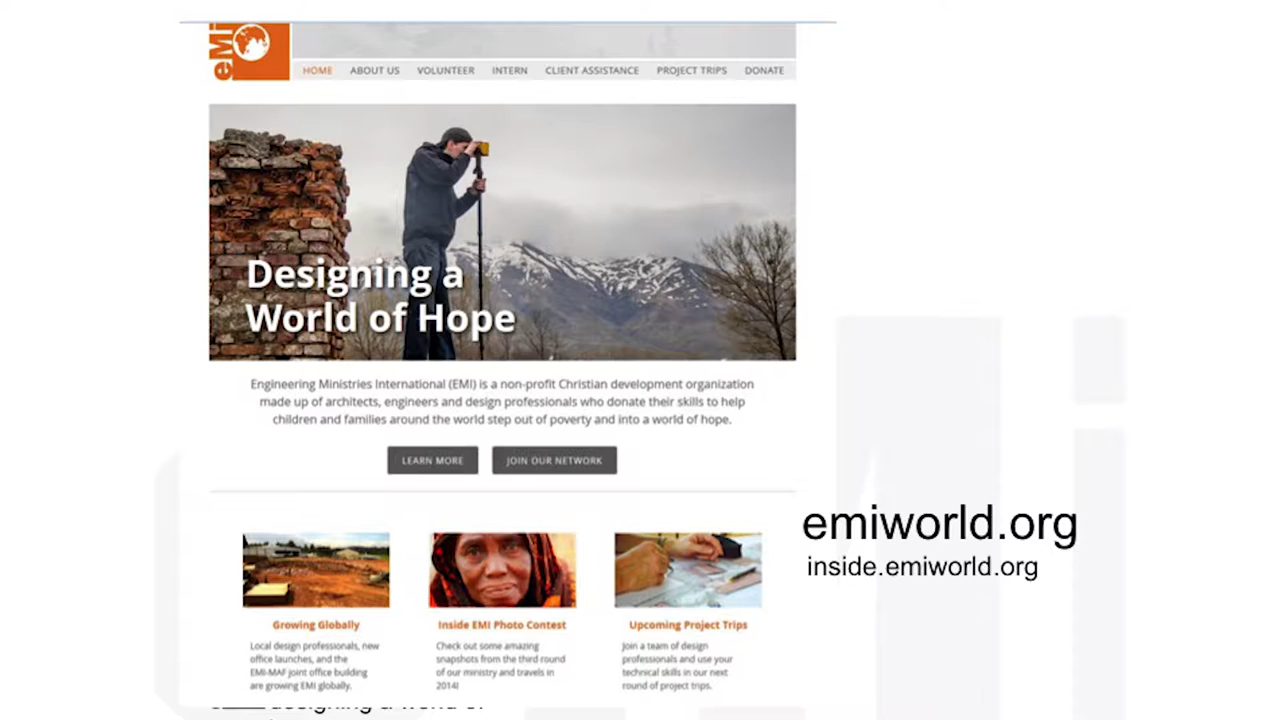 eMi
HOME ABOUT US VOLUNTEER INTERN CLIENT ASSISTANCE PROJECT TRIPS DONATE
Designing a
World of Hope
Engineering Ministries International (EMI) is a non-profit Christian development organization
made up of architects, engineers and design professionals who donate their skills to help
children and families around the world step out of poverty and into a world of hope.
LEARN MORE JOIN OUR NETWORK
emiworld.org
inside.emiworld.org
Growing Globally
Local design professionals, new
office launches, and the
EMI-MAF joint office building
are growing EMI globally.
Inside EMI Photo Contest
Check out some amazing
snapshots from the third round
of our ministry and travels in
2014!
Upcoming Project Trips
Join a team of design
professionals and use your
technical skills in our next
round of project trips.
designing a world of